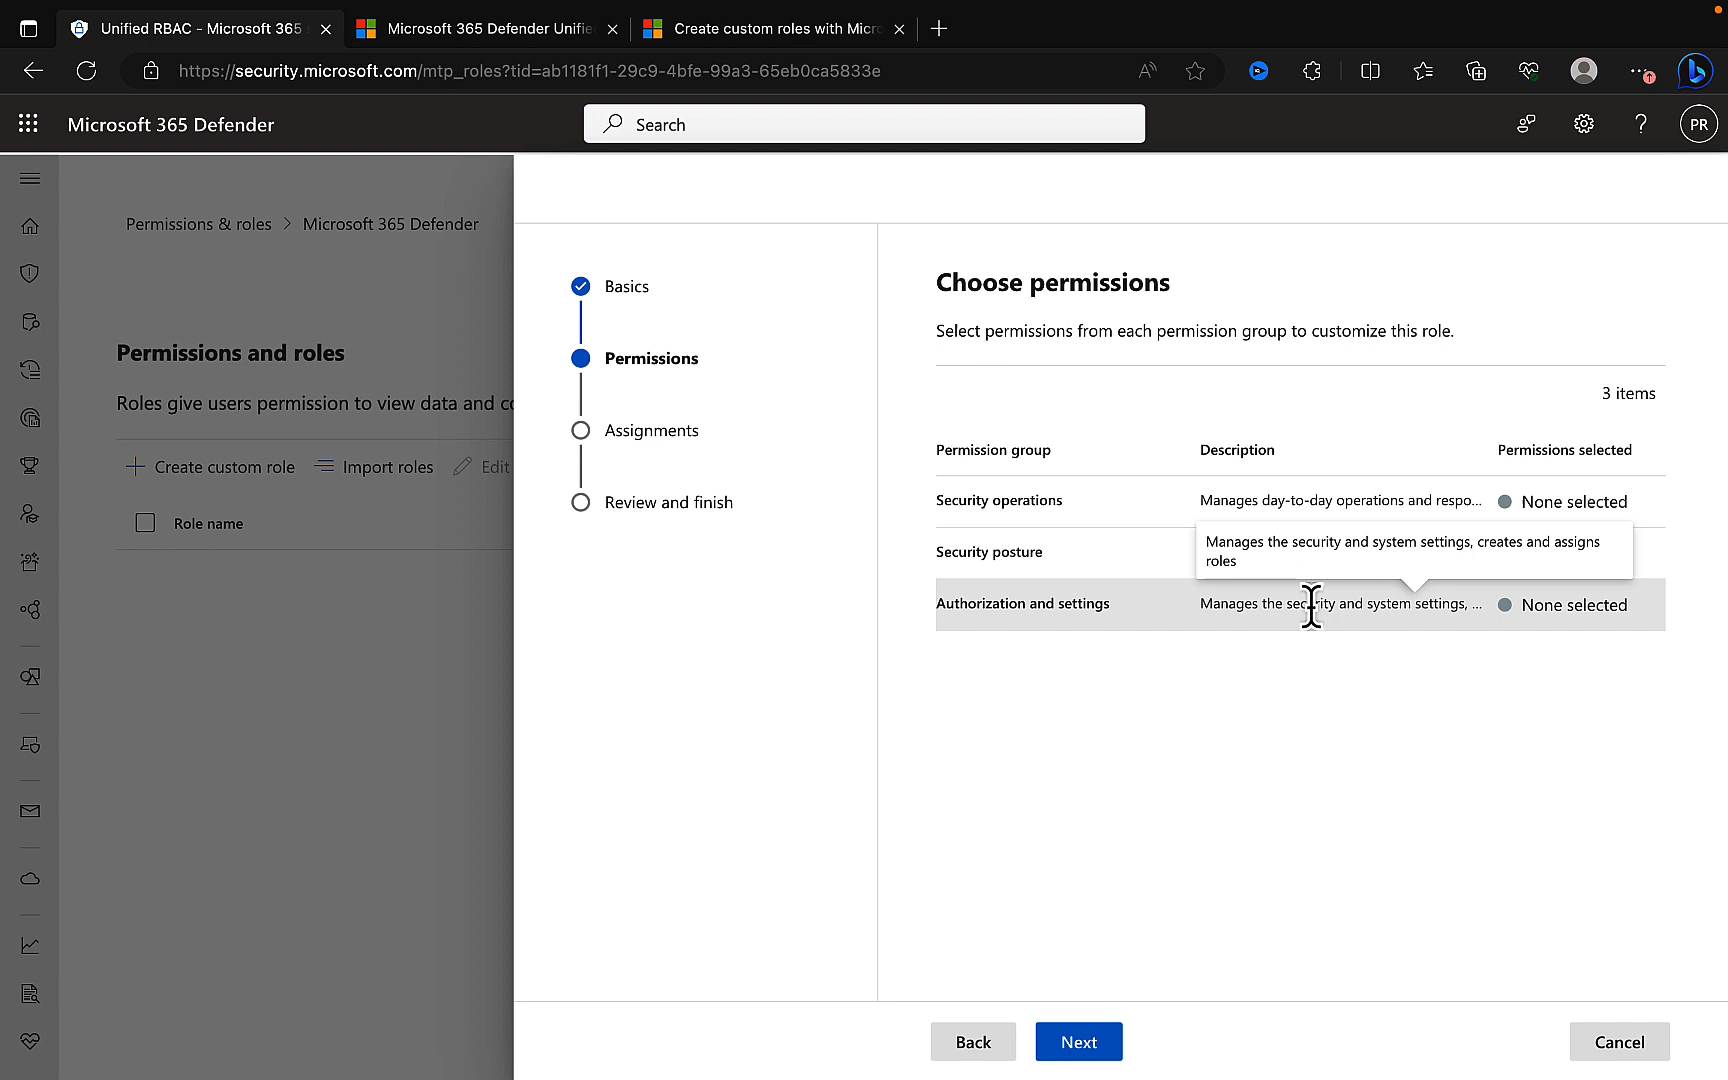 Unified RBAC - Microsoft 365
Microsoft 365 Defender Unifie
Create custom roles with Micro
https://security.microsoft.com/mtp_roles?tid=ab1181f1-29c9-4bfe-99a3-65eb0ca5833e
Microsoft 365 Defender
Search
PR
Permissions & roles > Microsoft 365 Defender
Permissions and roles
Roles give users permission to view data and co
Create custom role
Import roles
Edit
Role name
Basics
Permissions
Assignments
Review and finish
Choose permissions
Select permissions from each permission group to customize this role.
3 items
Permission group
Description
Permissions selected
Security operations
Manages day-to-day operations and respo...
None selected
Security posture
Manages the security and system settings, creates and assigns
roles
Authorization and settings
Manages the security and system settings, ...
None selected
Back
Next
Cancel